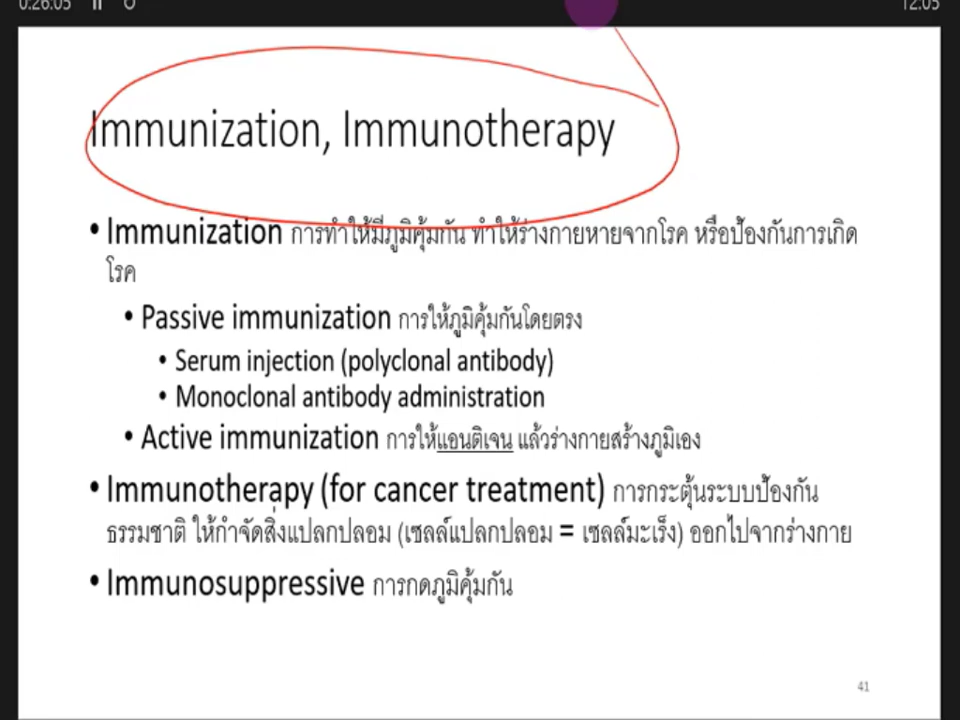 0:26:05
12:05
Immunization, Immunotherapy
• Immunization การทำให้มีภูมิคุ้มกัน ทำให้ร่างกายหายจากโรค หรือป้องกันการเกิด
โรค
• Passive immunization การให้ภูมิคุ้มกันโดยตรง
• Serum injection (polyclonal antibody)
• Monoclonal antibody administration
• Active immunization การให้แอนติเจน แล้วร่างกายสร้างภูมิเอง
• Immunotherapy (for cancer treatment) การกระตุ้นระบบป้องกัน
ธรรมชาติ ให้กำจัดสิ่งแปลกปลอม (เซลล์แปลกปลอม = เซลล์มะเร็ง) ออกไปจากร่างกาย
• Immunosuppressive การกดภูมิคุ้มกัน
41